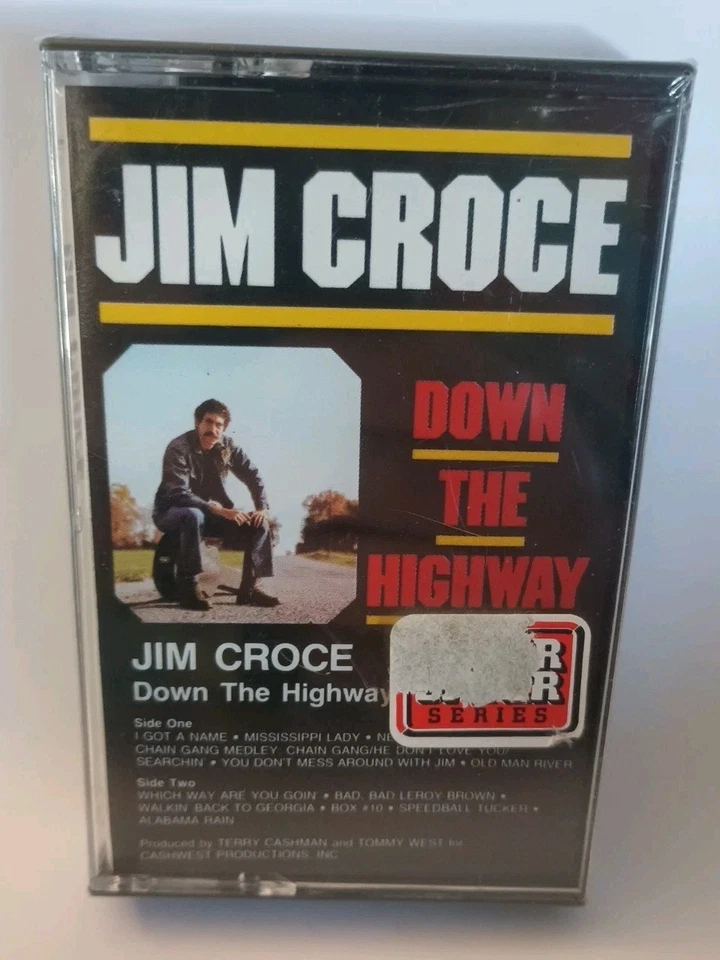 JIM CROCE
DOWN
THE
HIGHWAY
JIM CROCE
Down The Highway
R
R
SERIES
Side One
I GOT A NAME • MISSISSIPPI LADY •
CHAIN GANG MEDLEY: CHAIN GANG/HE DON'T LOVE YOU/
SEARCHIN' • YOU DON'T MESS AROUND WITH JIM • OLD MAN RIVER
Side Two
WHICH WAY ARE YOU GOIN' • BAD, BAD LEROY BROWN •
WALKIN' BACK TO GEORGIA • BOX #10 • SPEEDBALL TUCKER •
ALABAMA RAIN
Produced by TERRY CASHMAN and TOMMY WEST for
CASHWEST PRODUCTIONS, INC